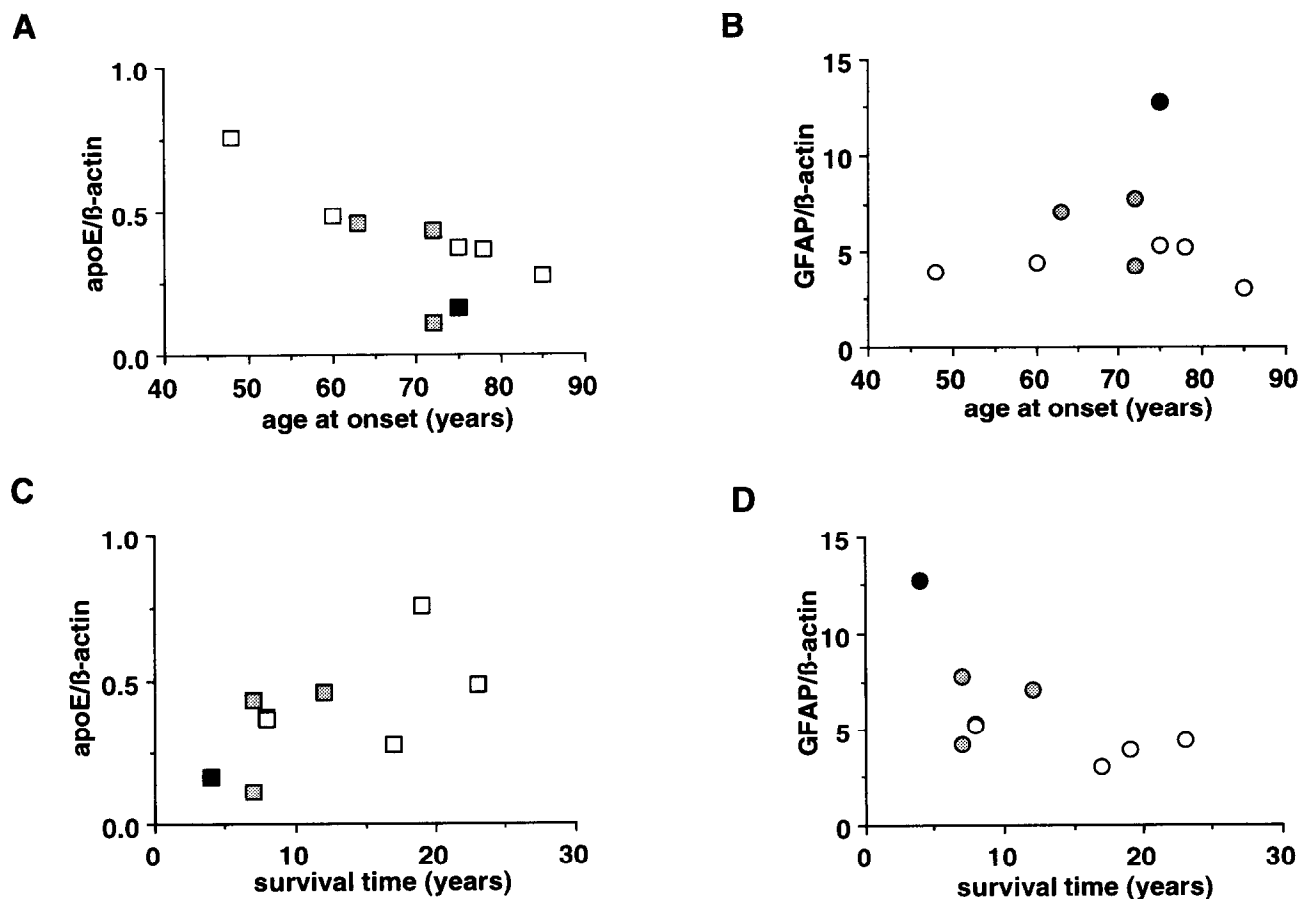 A
1.0
0.5
0.0
apoE/ß-actin
40 50 60 70 80 90
age at onset (years)
B
15
10
5
0
GFAP/ß-actin
40 50 60 70 80 90
age at onset (years)
C
1.0
0.5
0.0
apoE/ß-actin
0 10 20 30
survival time (years)
D
15
10
5
0
GFAP/ß-actin
0 10 20 30
survival time (years)